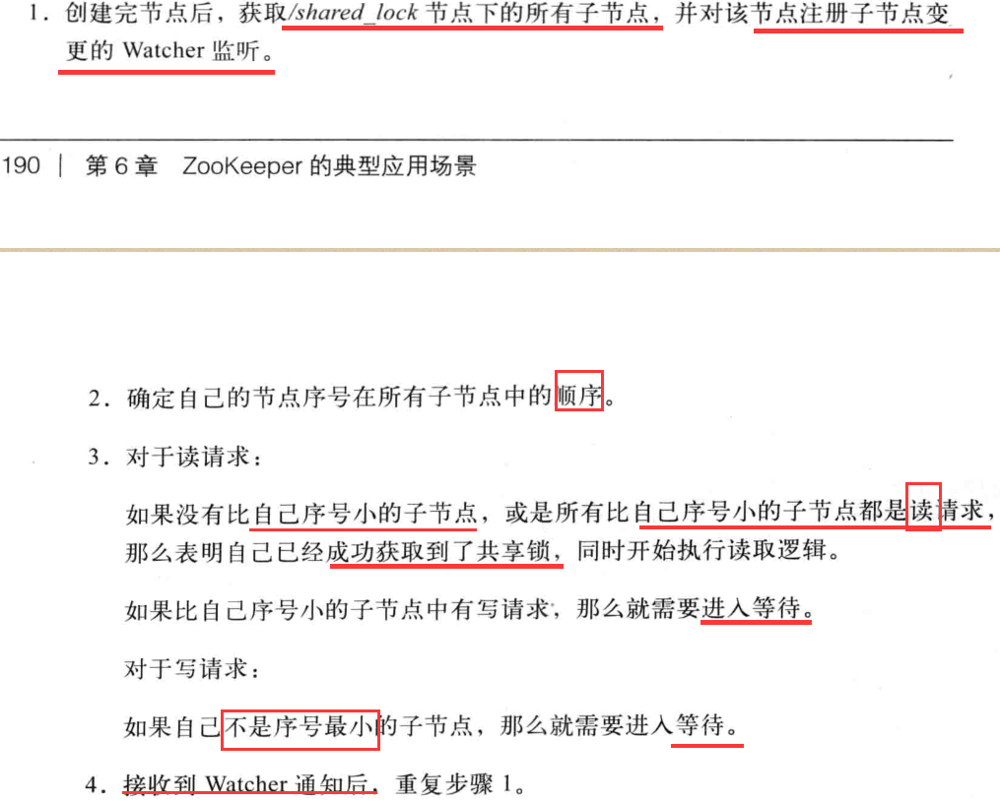 1. 创建完节点后，获取/shared_lock 节点下的所有子节点，并对该节点注册子节点变
更的 Watcher 监听。
190 | 第 6 章 ZooKeeper 的典型应用场景
2. 确定自己的节点序号在所有子节点中的顺序。
3. 对于读请求：
如果没有比自己序号小的子节点，或是所有比自己序号小的子节点都是读请求，
那么表明自己已经成功获取到了共享锁，同时开始执行读取逻辑。
如果比自己序号小的子节点中有写请求，那么就需要进入等待。
对于写请求：
如果自己不是序号最小的子节点，那么就需要进入等待。
4. 接收到 Watcher 通知后，重复步骤 1。